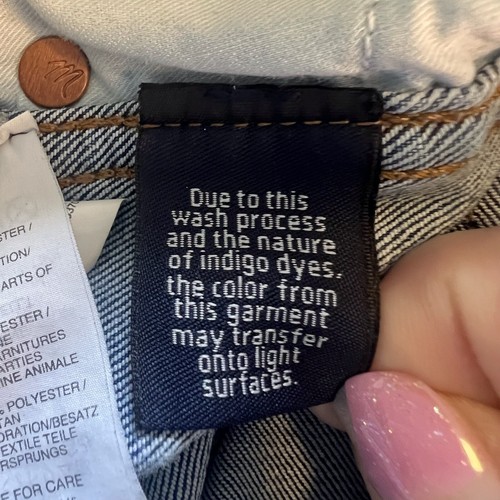 m
Due to this
wash process
and the nature
of indigo dyes,
the color from
this garment
may transfer
onto light
surfaces.
STER /
TION/
ARTS OF
ESTER /
NE
ARNITURES
ARTIES
INE ANIMALE
% POLYESTER /
TAN
ORATION/BESATZ
EXTILE TEILE
RSPRUNGS
E FOR CARE